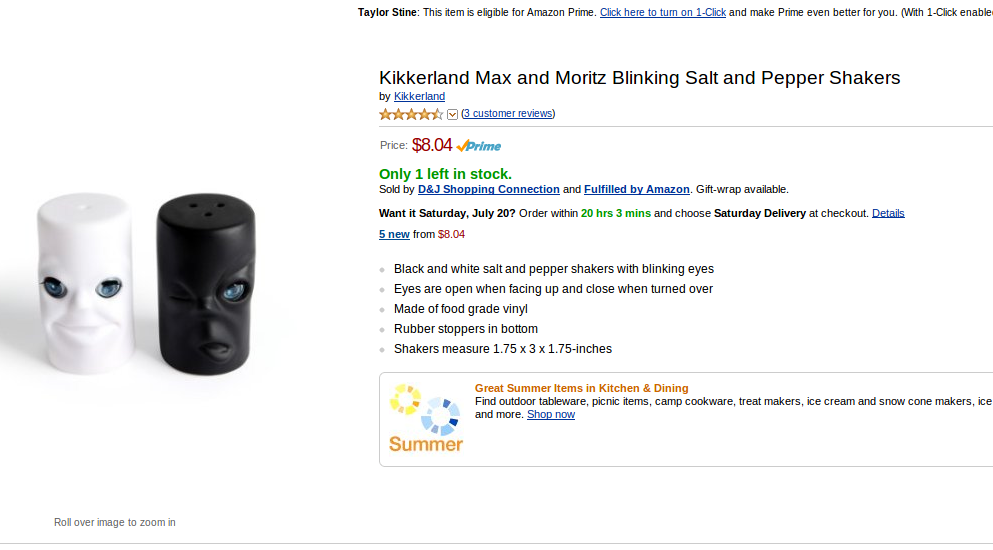 Taylor Stine: This item is eligible for Amazon Prime. Click here to turn on 1-Click and make Prime even better for you. (With 1-Click enable
Kikkerland Max and Moritz Blinking Salt and Pepper Shakers
by Kikkerland
(3 customer reviews)
Price: $8.04 Prime
Only 1 left in stock.
Sold by D&J Shopping Connection and Fulfilled by Amazon. Gift-wrap available.
Want it Saturday, July 20? Order within 20 hrs 3 mins and choose Saturday Delivery at checkout. Details
5 new from $8.04
Black and white salt and pepper shakers with blinking eyes
Eyes are open when facing up and close when turned over
Made of food grade vinyl
Rubber stoppers in bottom
Shakers measure 1.75 x 3 x 1.75-inches
Great Summer Items in Kitchen & Dining
Find outdoor tableware, picnic items, camp cookware, treat makers, ice cream and snow cone makers, ice
and more. Shop now
Summer
Roll over image to zoom in